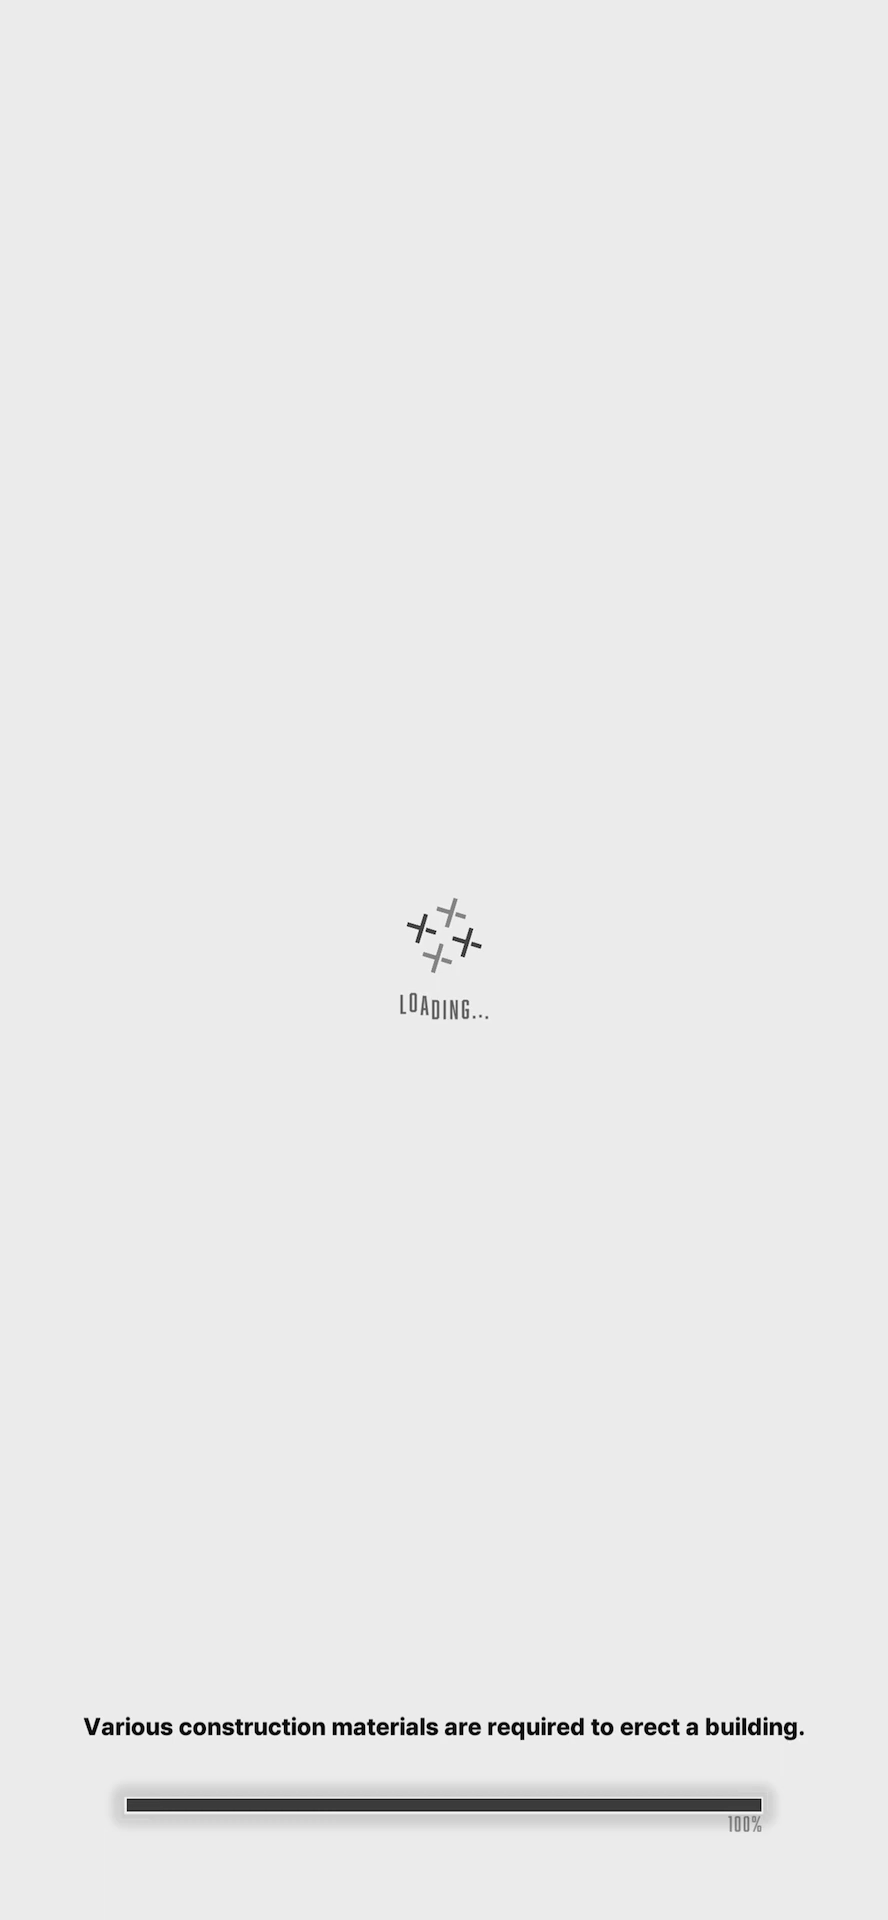 LOADING...
Various construction materials are required to erect a building.
100%